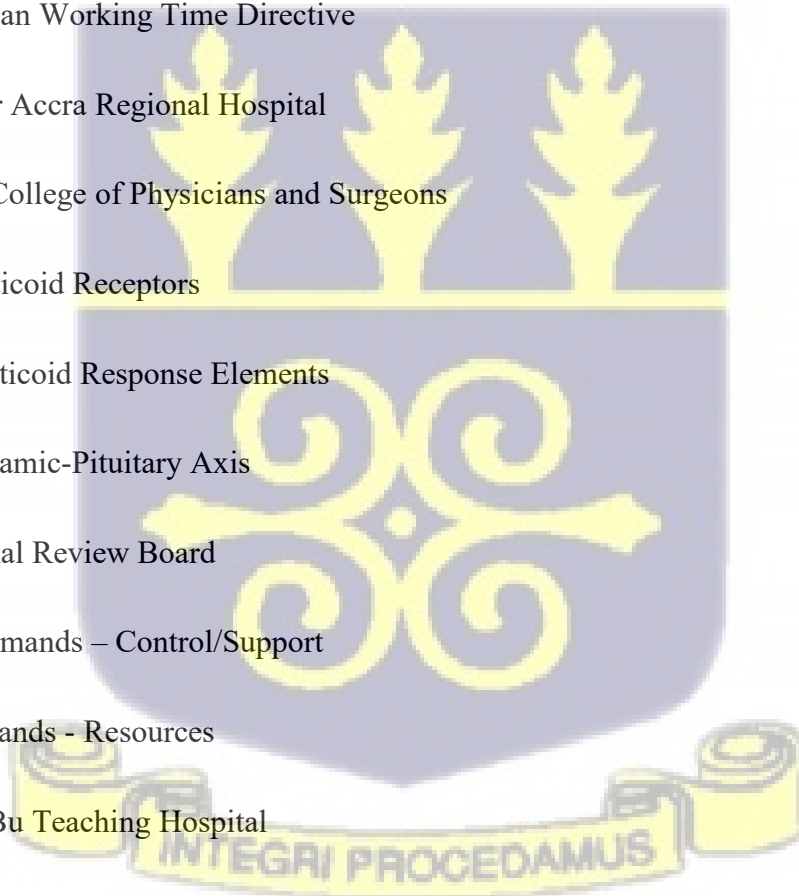 an Working Time Directive
r Accra Regional Hospital
College of Physicians and Surgeons
icoid Receptors
ticoid Response Elements
amic-Pituitary Axis
al Review Board
mands – Control/Support
ands - Resources
Bu Teaching Hospital
INTEGRI PROCEDAMUS